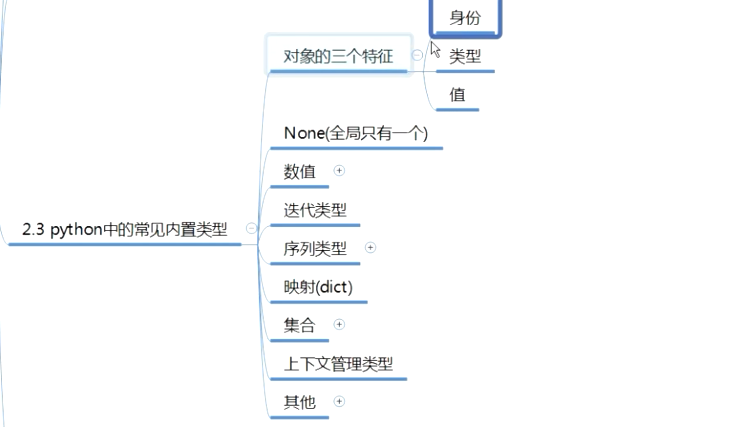 身份
对象的三个特征
类型
值
None(全局只有一个)
数值
迭代类型
2.3 python中的常见内置类型
序列类型
映射(dict)
集合
上下文管理类型
其他